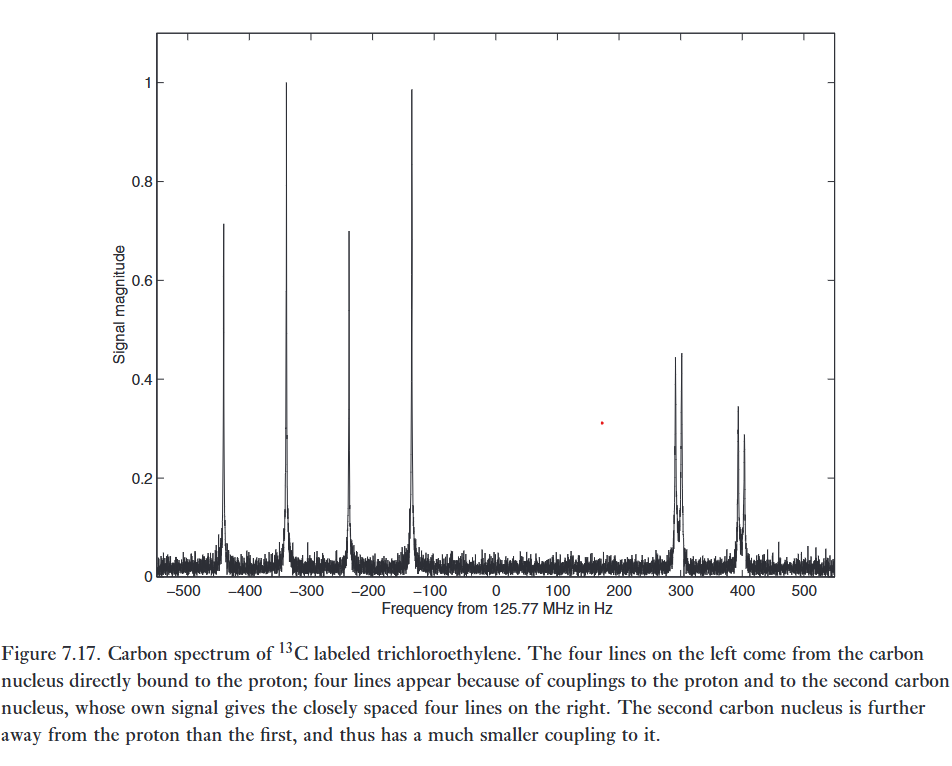 1
0.8
0.6
0.4
0.2
0
Signal magnitude
−500 −400 −300 −200 −100 0 100 200 300 400 500
Frequency from 125.77 MHz in Hz
Figure 7.17. Carbon spectrum of ¹³C labeled trichloroethylene. The four lines on the left come from the carbon
nucleus directly bound to the proton; four lines appear because of couplings to the proton and to the second carbon
nucleus, whose own signal gives the closely spaced four lines on the right. The second carbon nucleus is further
away from the proton than the first, and thus has a much smaller coupling to it.